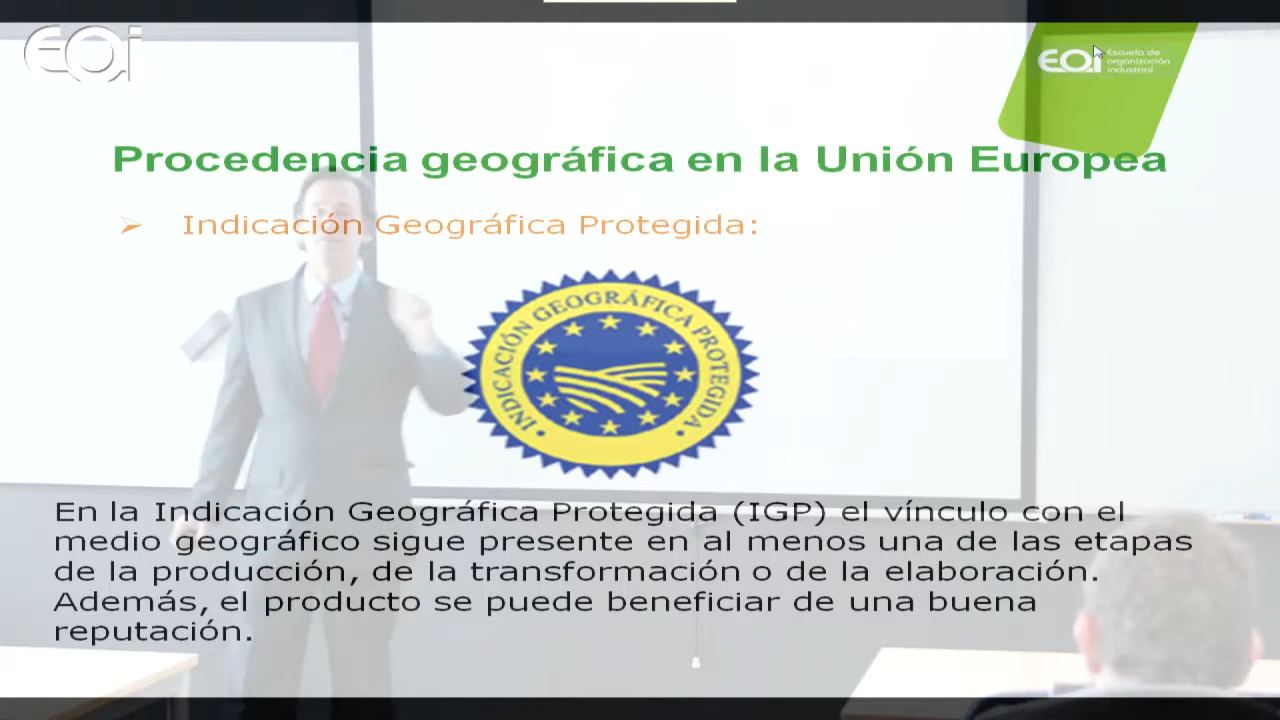 EOi
EOi Escuela de
organización
industrial
Procedencia geográfica en la Unión Europea
Indicación Geográfica Protegida:
INDICACIÓN GEOGRÁFICA PROTEGIDA
En la Indicación Geográfica Protegida (IGP) el vínculo con el
medio geográfico sigue presente en al menos una de las etapas
de la producción, de la transformación o de la elaboración.
Además, el producto se puede beneficiar de una buena
reputación.